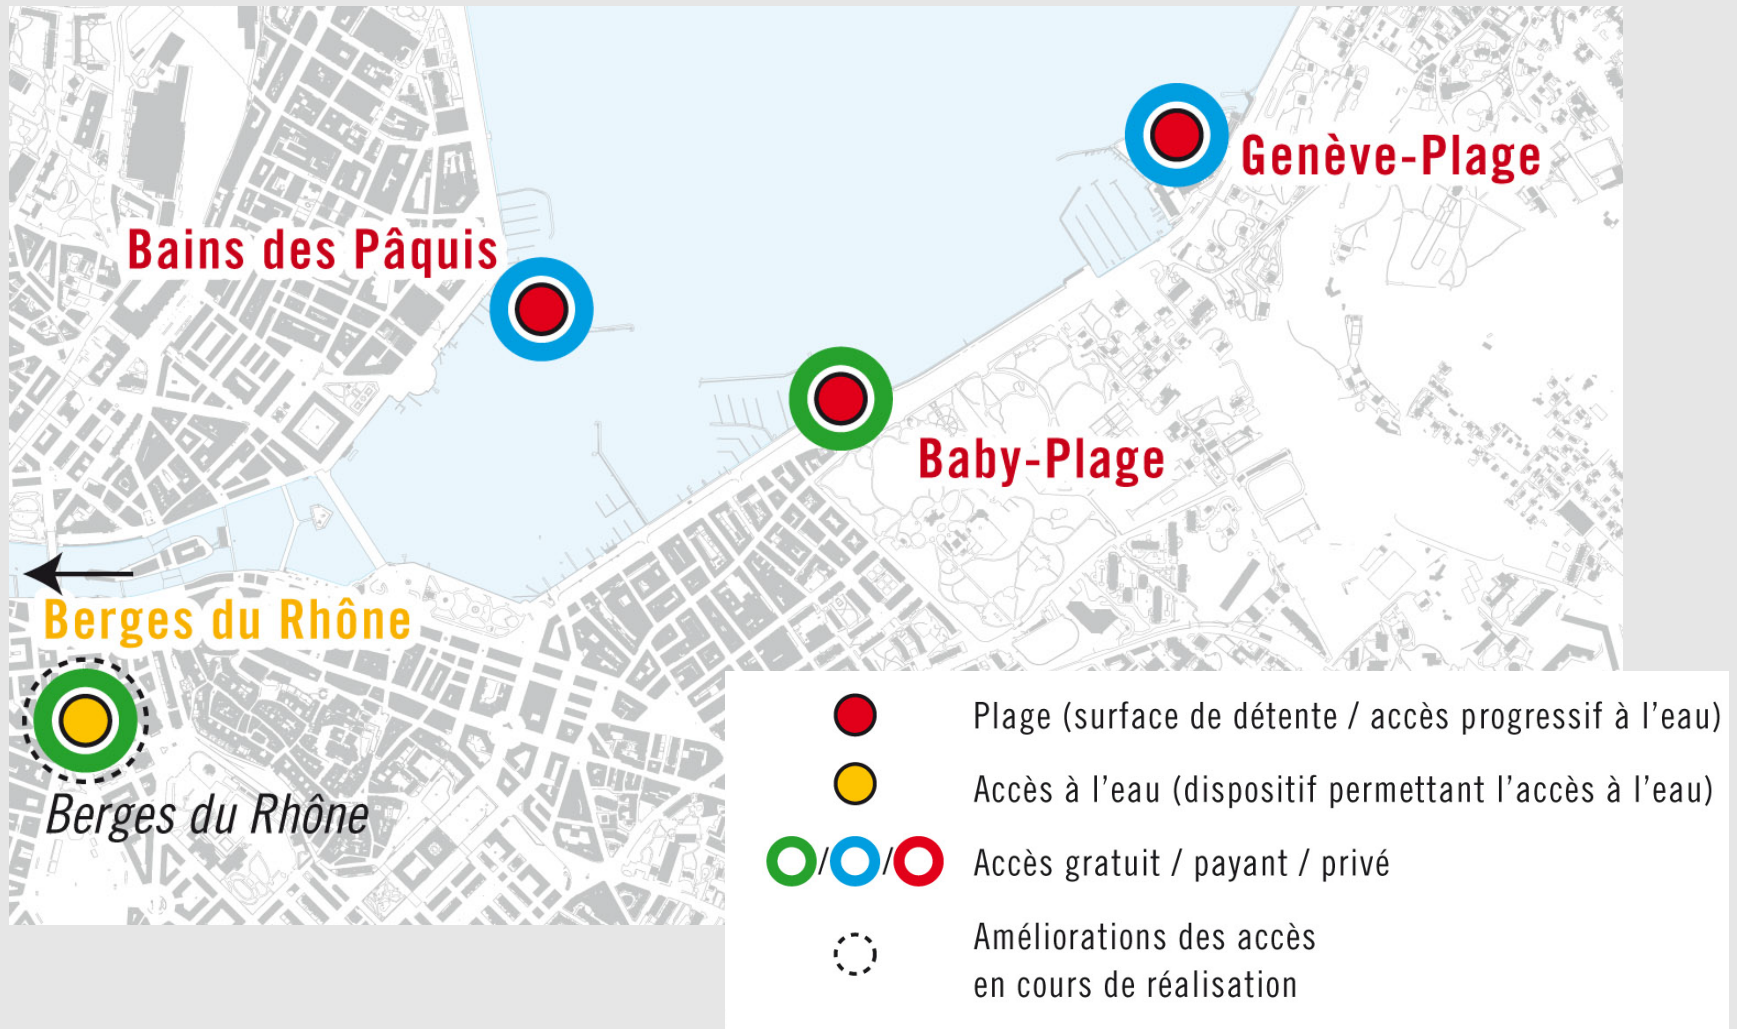 Genève-Plage
Bains des Pâquis
Baby-Plage
Berges du Rhône
Berges du Rhône
Plage (surface de détente / accès progressif à l'eau)
Accès à l'eau (dispositif permettant l'accès à l'eau)
/ /
Accès gratuit / payant / privé
Améliorations des accès
en cours de réalisation